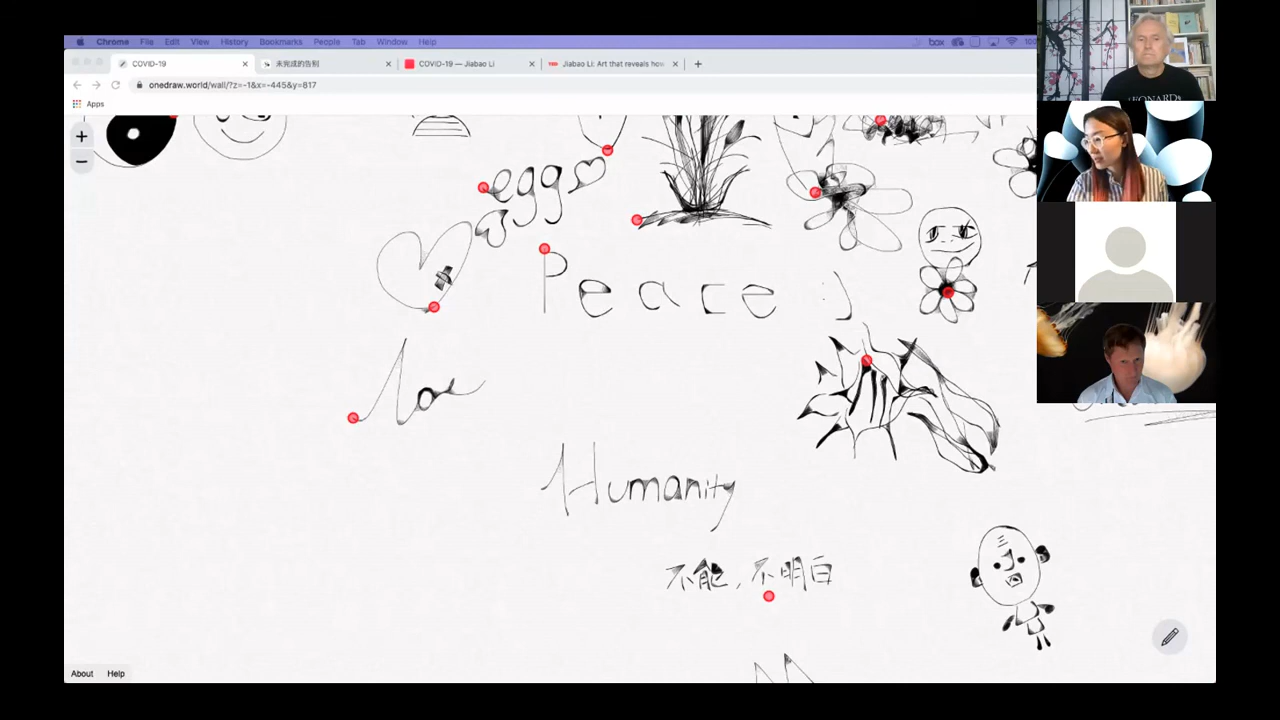 Chrome File Edit View History Bookmarks People Tab Window Help
box
COVID-19
未完成的告别
COVID-19 — Jiabao Li
TED Jiabao Li: Art that reveals how
onedraw.world/wall/?z=-1&x=-445&y=817
Apps
egg
Peace :)
Humanity
不能，不明白
About Help